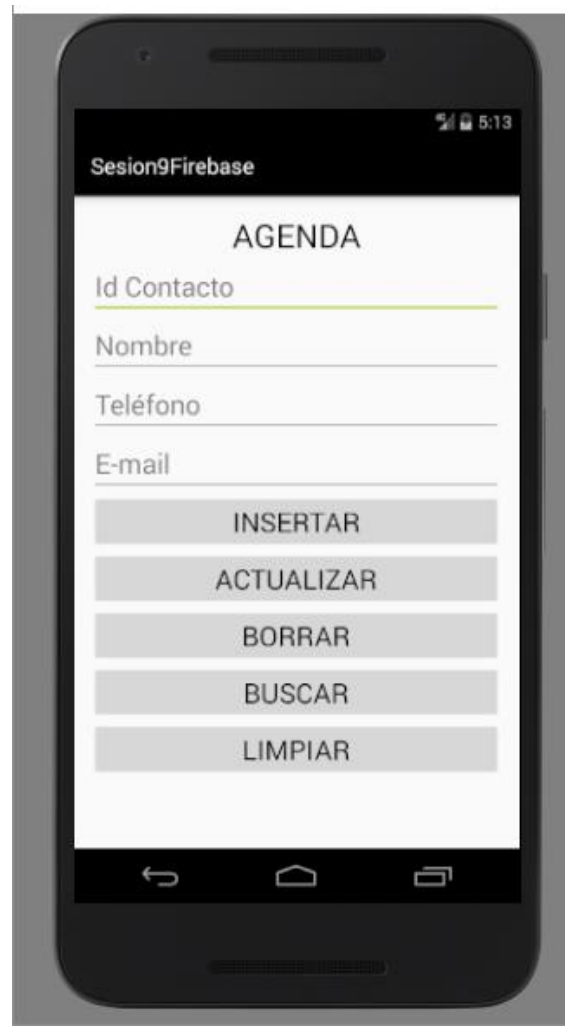 5:13
Sesion9Firebase
AGENDA
Id Contacto
Nombre
Teléfono
E-mail
INSERTAR
ACTUALIZAR
BORRAR
BUSCAR
LIMPIAR